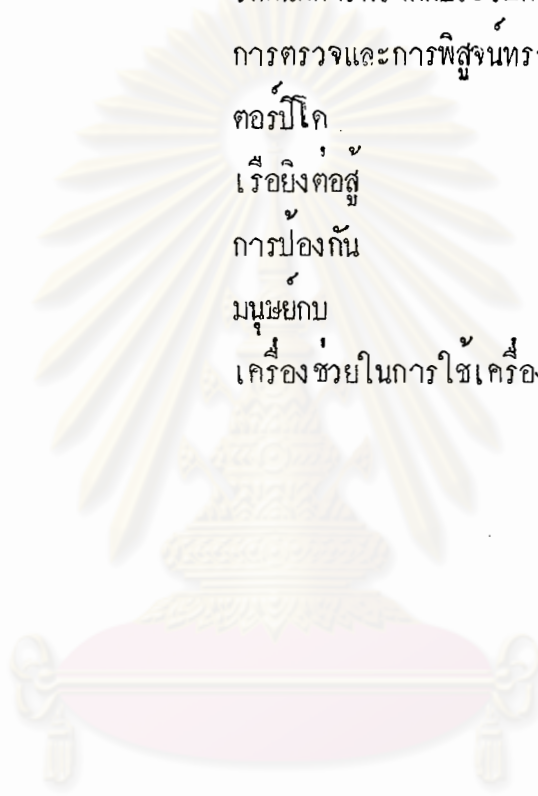 การตรวจและการพิสูจน์ทร
ตอร์ปิโด
เรือยิงต่อสู้
การป้องกัน
มนุษย์กบ
เครื่องช่วยในการใช้เครื่อง